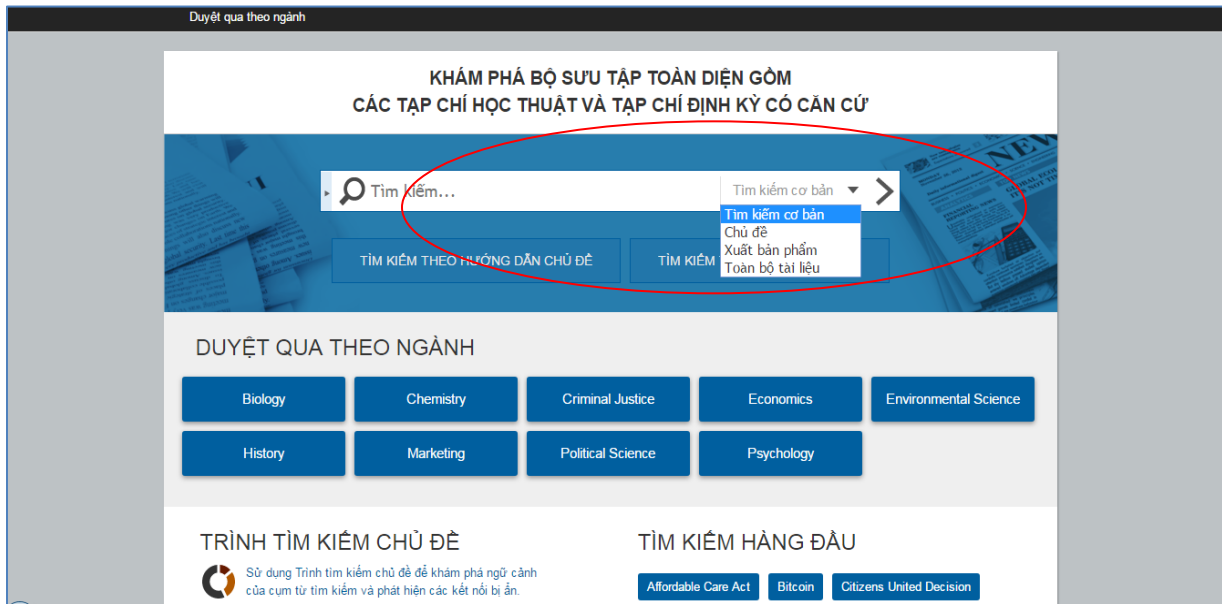 Duyệt qua theo ngành
KHÁM PHÁ BỘ SƯU TẬP TOÀN DIỆN GỒM
CÁC TẠP CHÍ HỌC THUẬT VÀ TẠP CHÍ ĐỊNH KỲ CÓ CĂN CỨ
Tìm kiếm...
Tìm kiếm cơ bản
Tìm kiếm cơ bản
Chủ đề
Xuất bản phẩm
Toàn bộ tài liệu
TÌM KIẾM THEO HƯỚNG DẪN CHỦ ĐỀ
TÌM KIẾM
DUYỆT QUA THEO NGÀNH
Biology
Chemistry
Criminal Justice
Economics
Environmental Science
History
Marketing
Political Science
Psychology
TRÌNH TÌM KIẾM CHỦ ĐỀ
Sử dụng Trình tìm kiếm chủ đề để khám phá ngữ cảnh
của cụm từ tìm kiếm và phát hiện các kết nối bị ẩn.
TÌM KIẾM HÀNG ĐẦU
Affordable Care Act
Bitcoin
Citizens United Decision